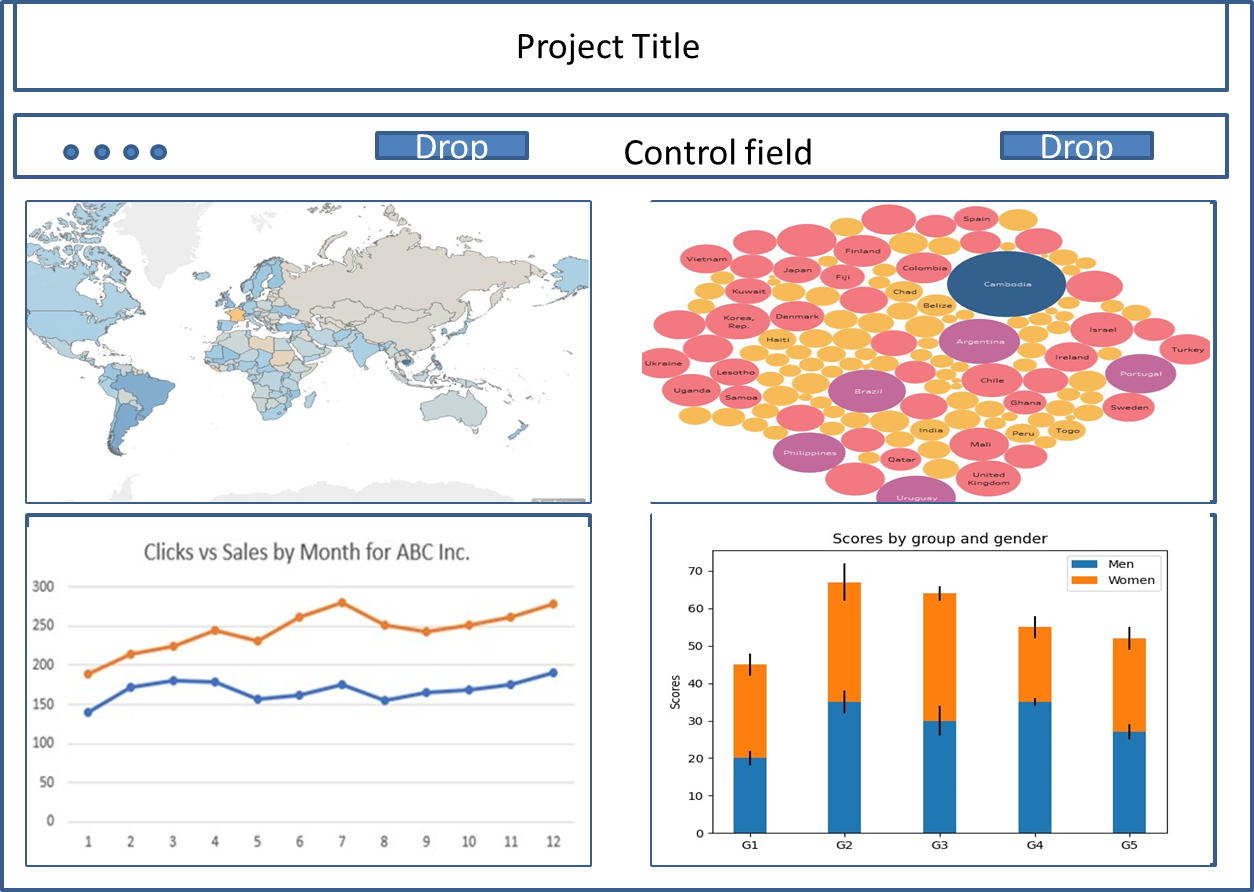 Project Title
Drop
Control field
Drop
Spain
Finland
Vietnam
Japan
Fiji
Colombia
Cambodia
Kuwait
Chad
Belize
Korea,
Rep.
Denmark
Israel
Haiti
Argentina
Turkey
Ireland
Ukraine
Lesotho
Portugal
Chile
Uganda
Samoa
Brazil
Ghana
Sweden
India
Peru
Togo
Mali
Philippines
Qatar
United
Kingdom
Uruguay
Clicks vs Sales by Month for ABC Inc.
300
250
200
150
100
50
0
1 2 3 4 5 6 7 8 9 10 11 12
Scores by group and gender
Men
Women
70
60
50
40
30
20
10
0
Scores
G1 G2 G3 G4 G5